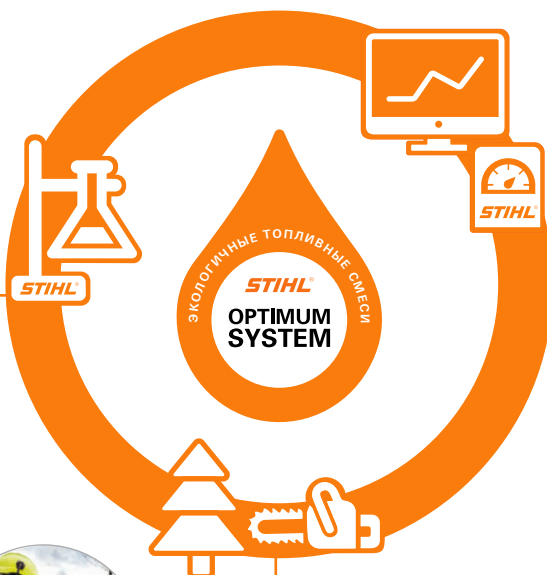 STIHL®
STIHL®
ЭКОЛОГИЧНЫЕ ТОПЛИВНЫЕ СМЕСИ
STIHL®
OPTIMUM
SYSTEM